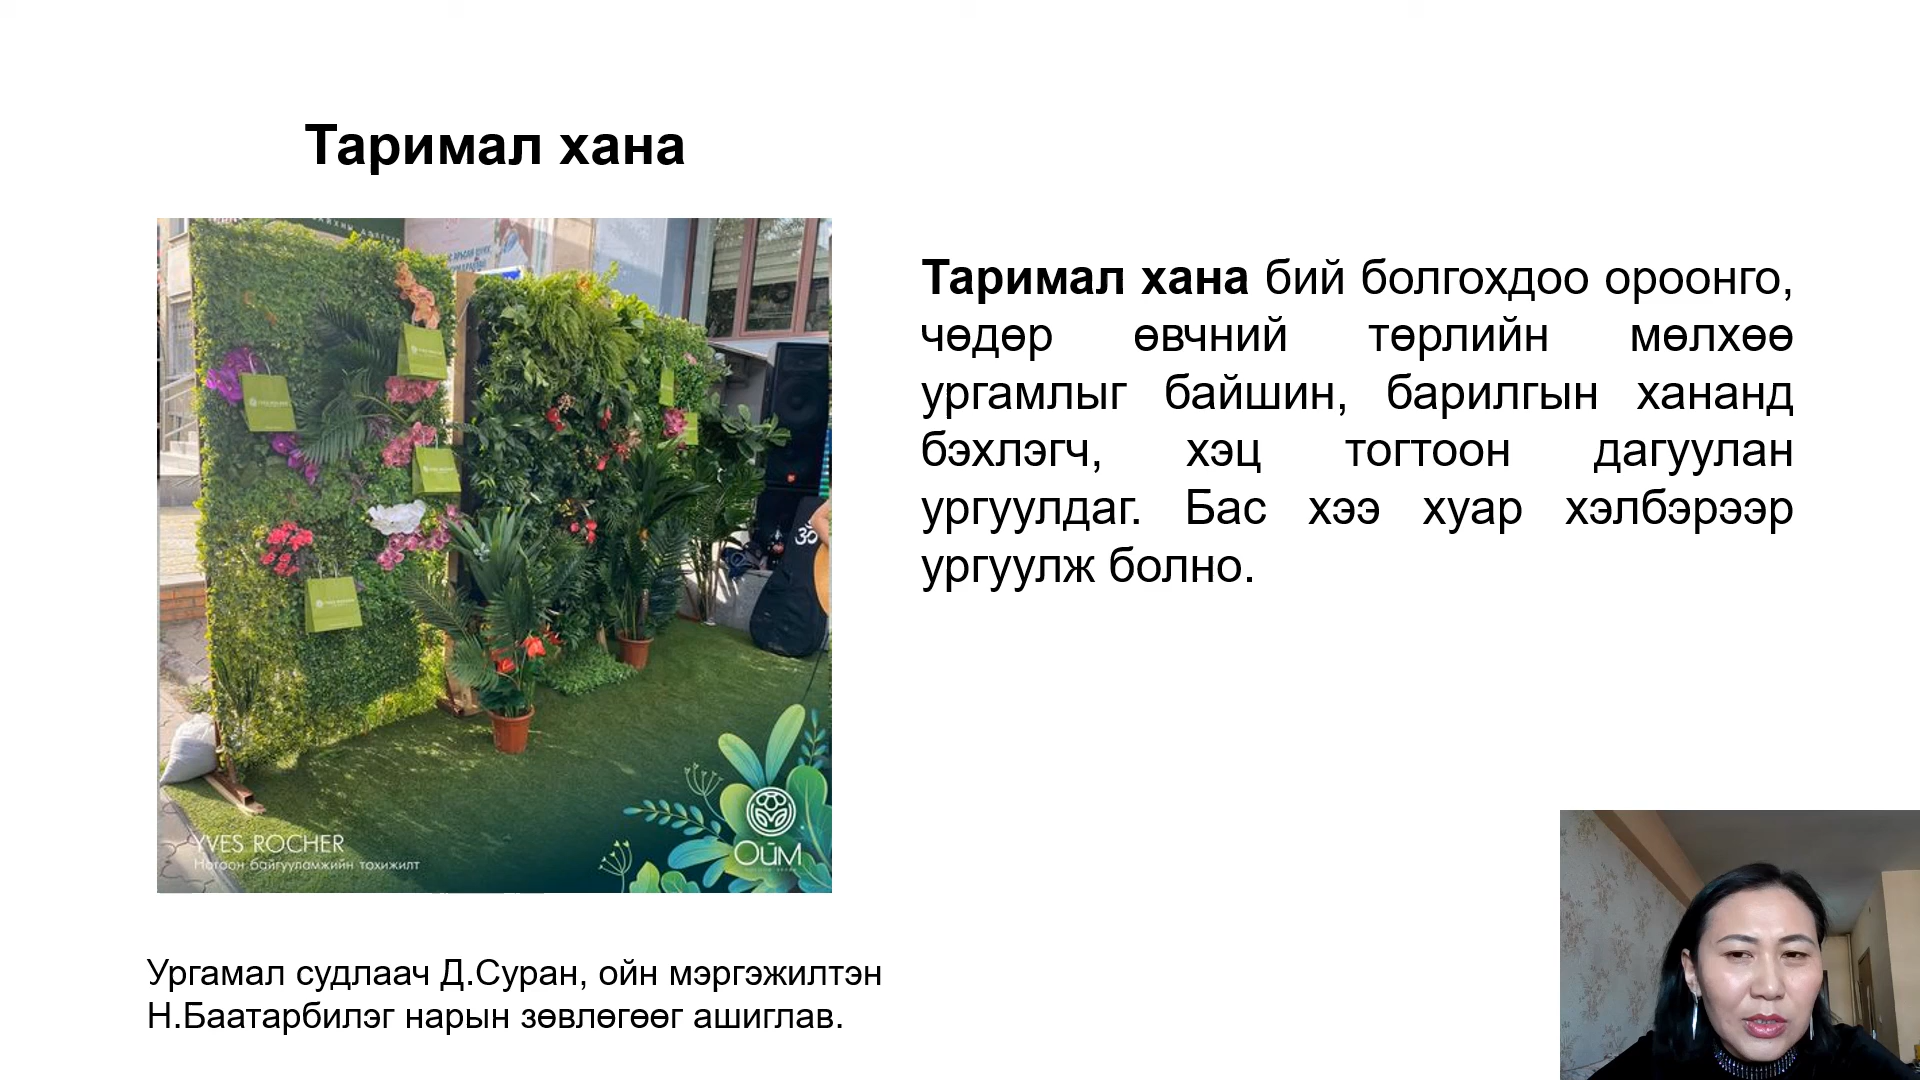 Таримал хана
Таримал хана бий болгохдоо ороонго,
чөдөр өвчний төрлийн мөлхөө
ургамлыг байшин, барилгын хананд
бэхлэгч, хэц тогтоон дагуулан
ургуулдаг. Бас хээ хуар хэлбэрээр
ургуулж болно.
YVES ROCHER
Ногоон байгууламжийн тохижилт
ОЙМ
Ургамал судлаач Д.Суран, ойн мэргэжилтэн
Н.Баатарбилэг нарын зөвлөгөөг ашиглав.